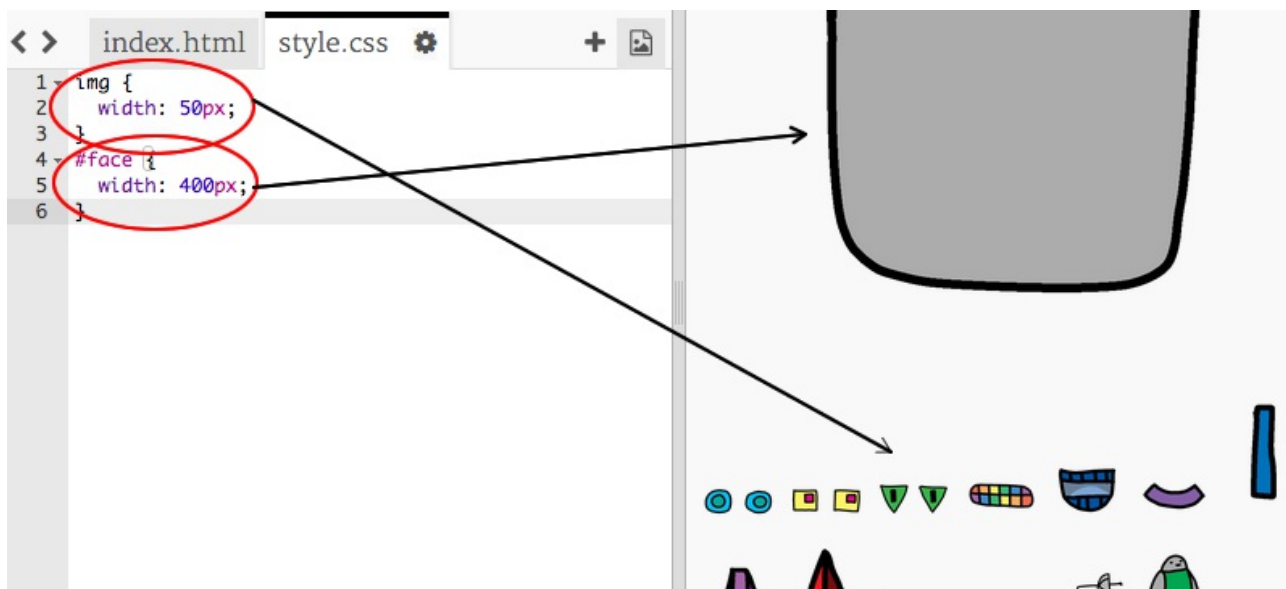 < > index.html style.css +
1 img {
2 width: 50px;
3 }
4 #face {
5 width: 400px;
6 }